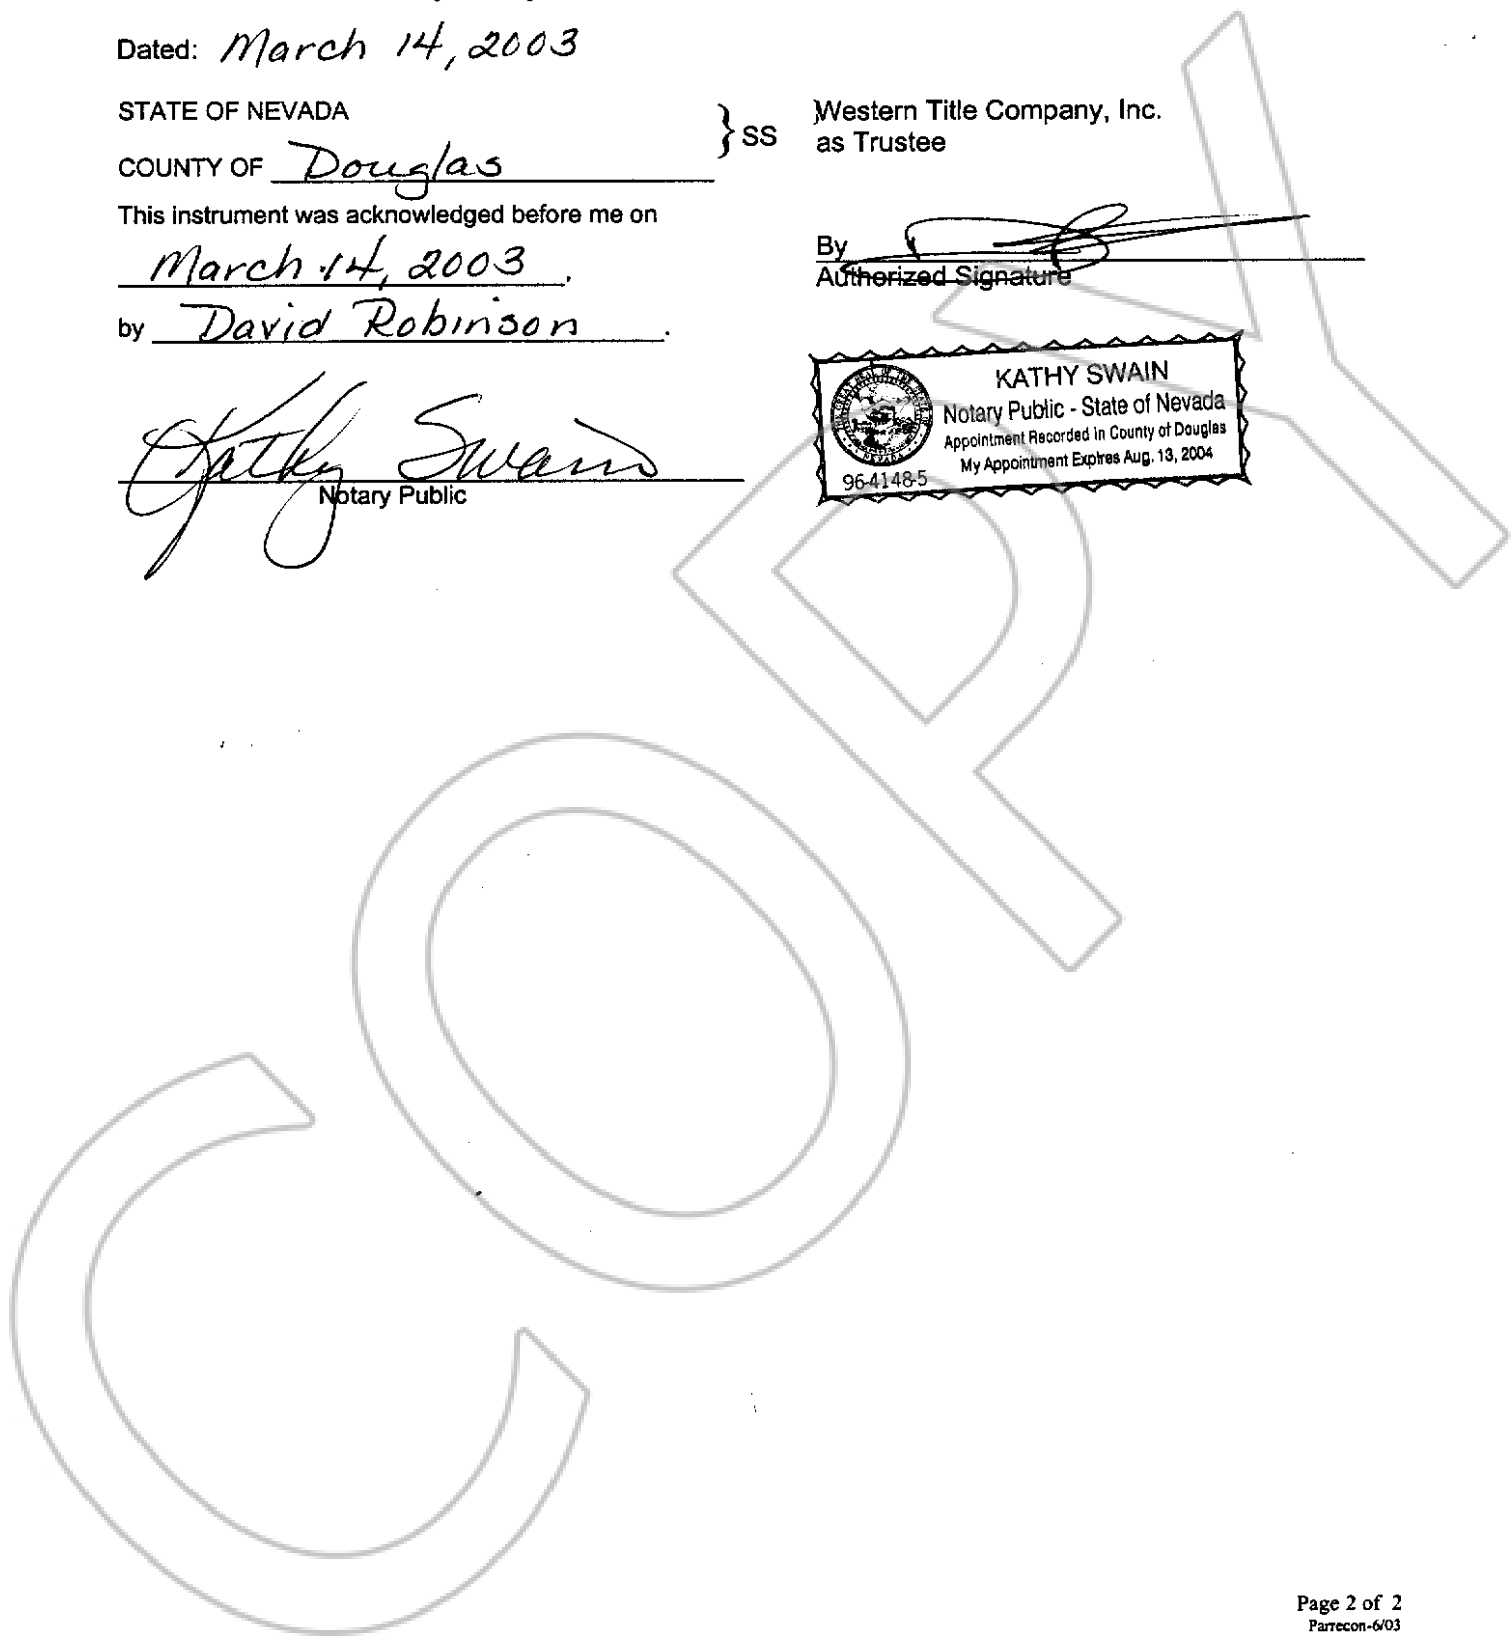 Dated: March 14, 2003
STATE OF NEVADA
COUNTY OF Douglas
} SS
This instrument was acknowledged before me on
March 14, 2003.
by David Robinson.
Kathy Swain
Notary Public
Western Title Company, Inc.
as Trustee
By
Authorized Signature
KATHY SWAIN
Notary Public - State of Nevada
Appointment Recorded in County of Douglas
My Appointment Expires Aug. 13, 2004
96-4148-5
COPY
Page 2 of 2
Parrecon-6/03